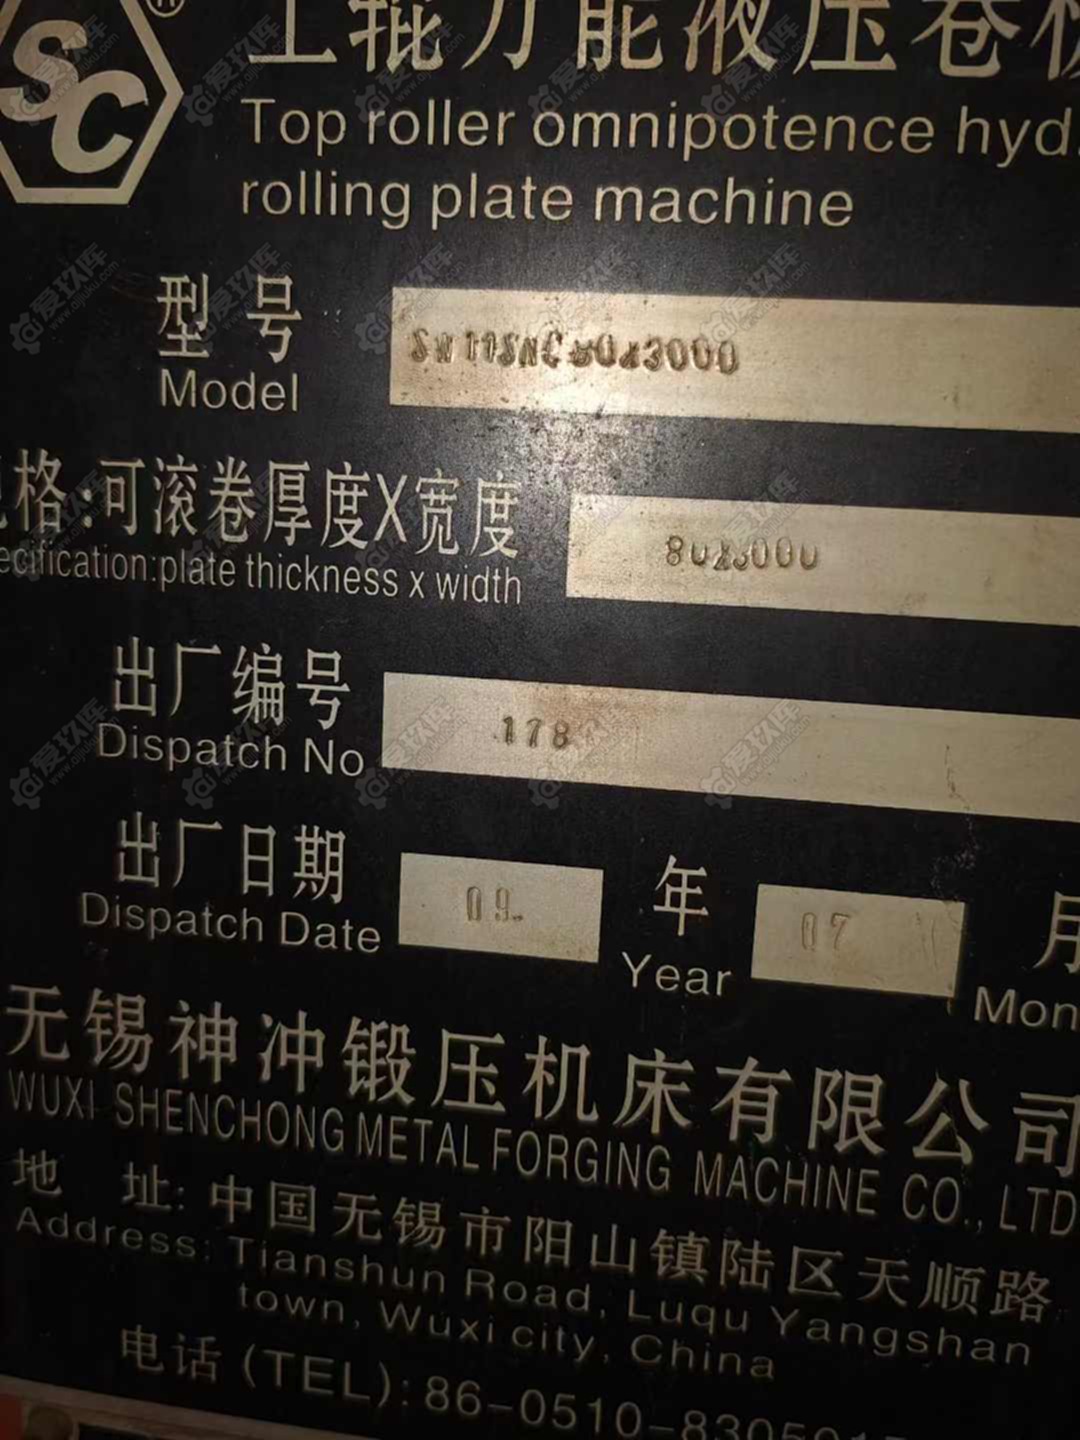 SC
上辊万能液压卷板
Top roller omnipotence hyd
rolling plate machine
型号
Model
SW11SNC 80x3000
格:可滚卷厚度X宽度
ecification:plate thickness x width
80x3000
出厂编号
Dispatch No
178
出厂日期
Dispatch Date
09
年
Year
07
月
Mon
无锡神冲锻压机床有限公司
WUXI SHENCHONG METAL FORGING MACHINE CO., LTD
地 址: 中国无锡市阳山镇陆区天顺路
Address: Tianshun Road, Luqu Yangshan
town, Wuxi city, China
电话 (TEL): 86-0510-830